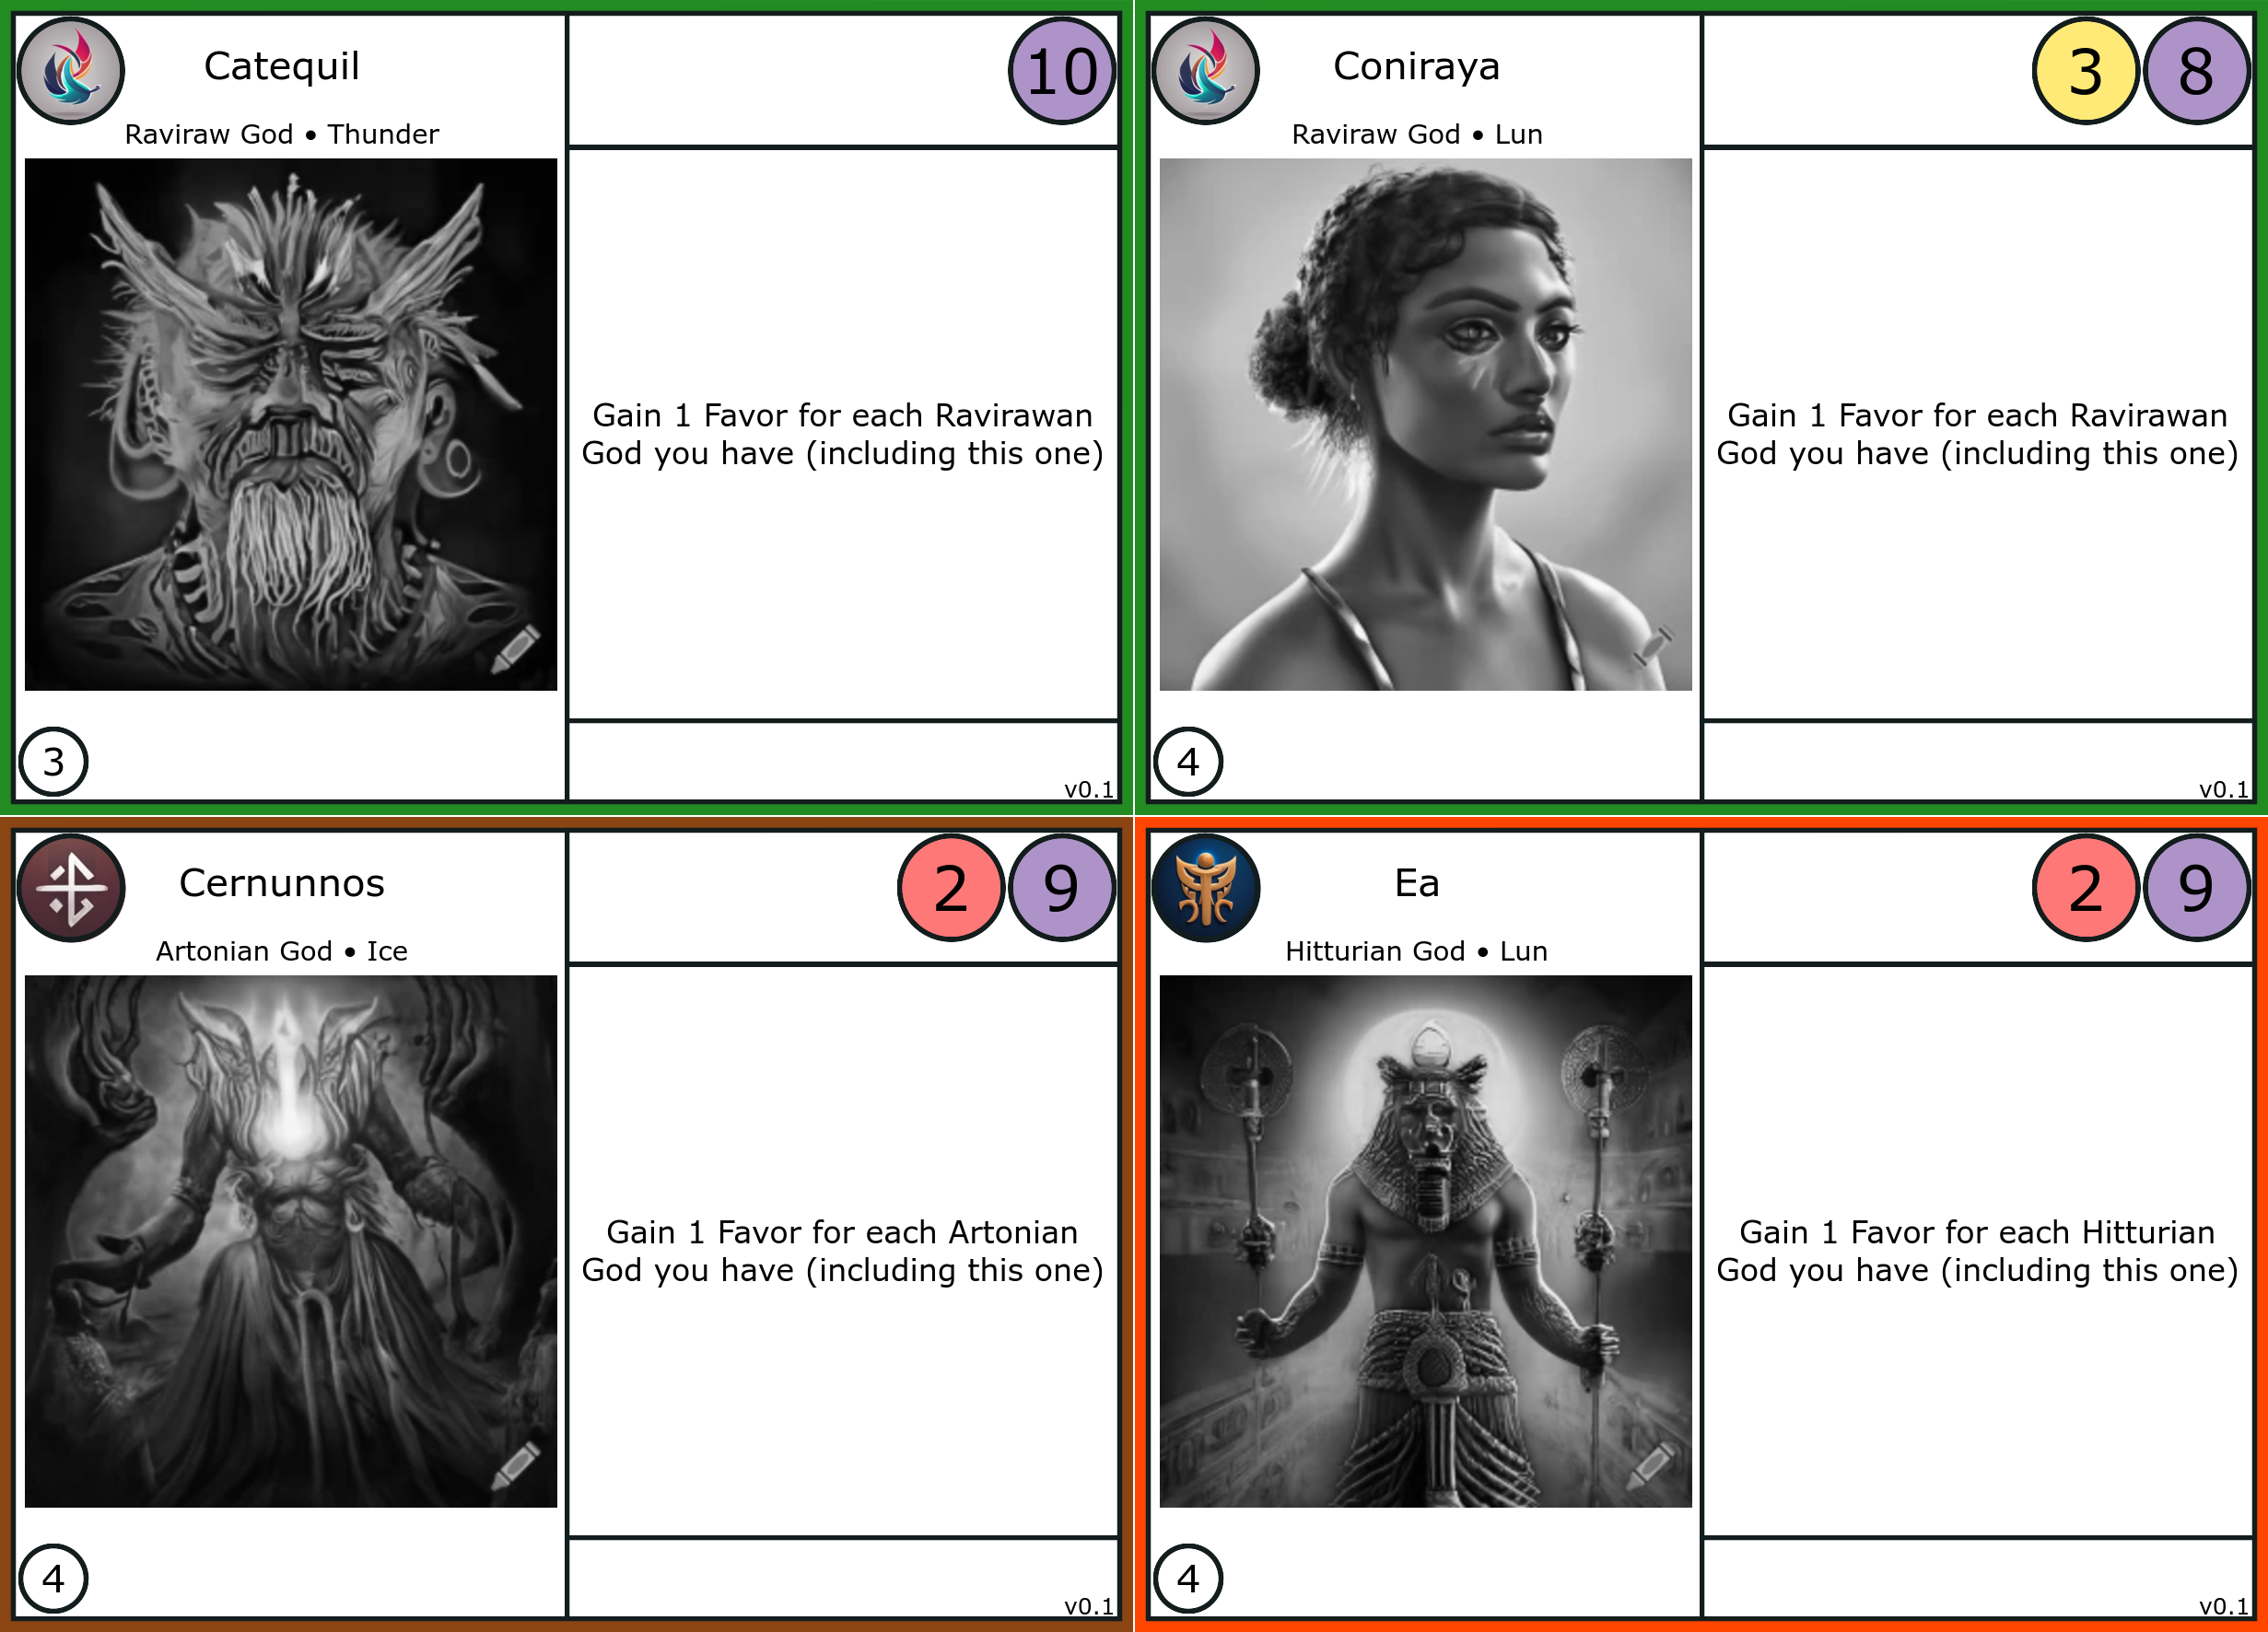 Catequil
Raviraw God • Thunder
10
Gain 1 Favor for each Ravirawan
God you have (including this one)
3
v0.1
Coniraya
Raviraw God • Lun
3 8
Gain 1 Favor for each Ravirawan
God you have (including this one)
4
v0.1
Cernunnos
Artonian God • Ice
2 9
Gain 1 Favor for each Artonian
God you have (including this one)
4
v0.1
Ea
Hitturian God • Lun
2 9
Gain 1 Favor for each Hitturian
God you have (including this one)
4
v0.1